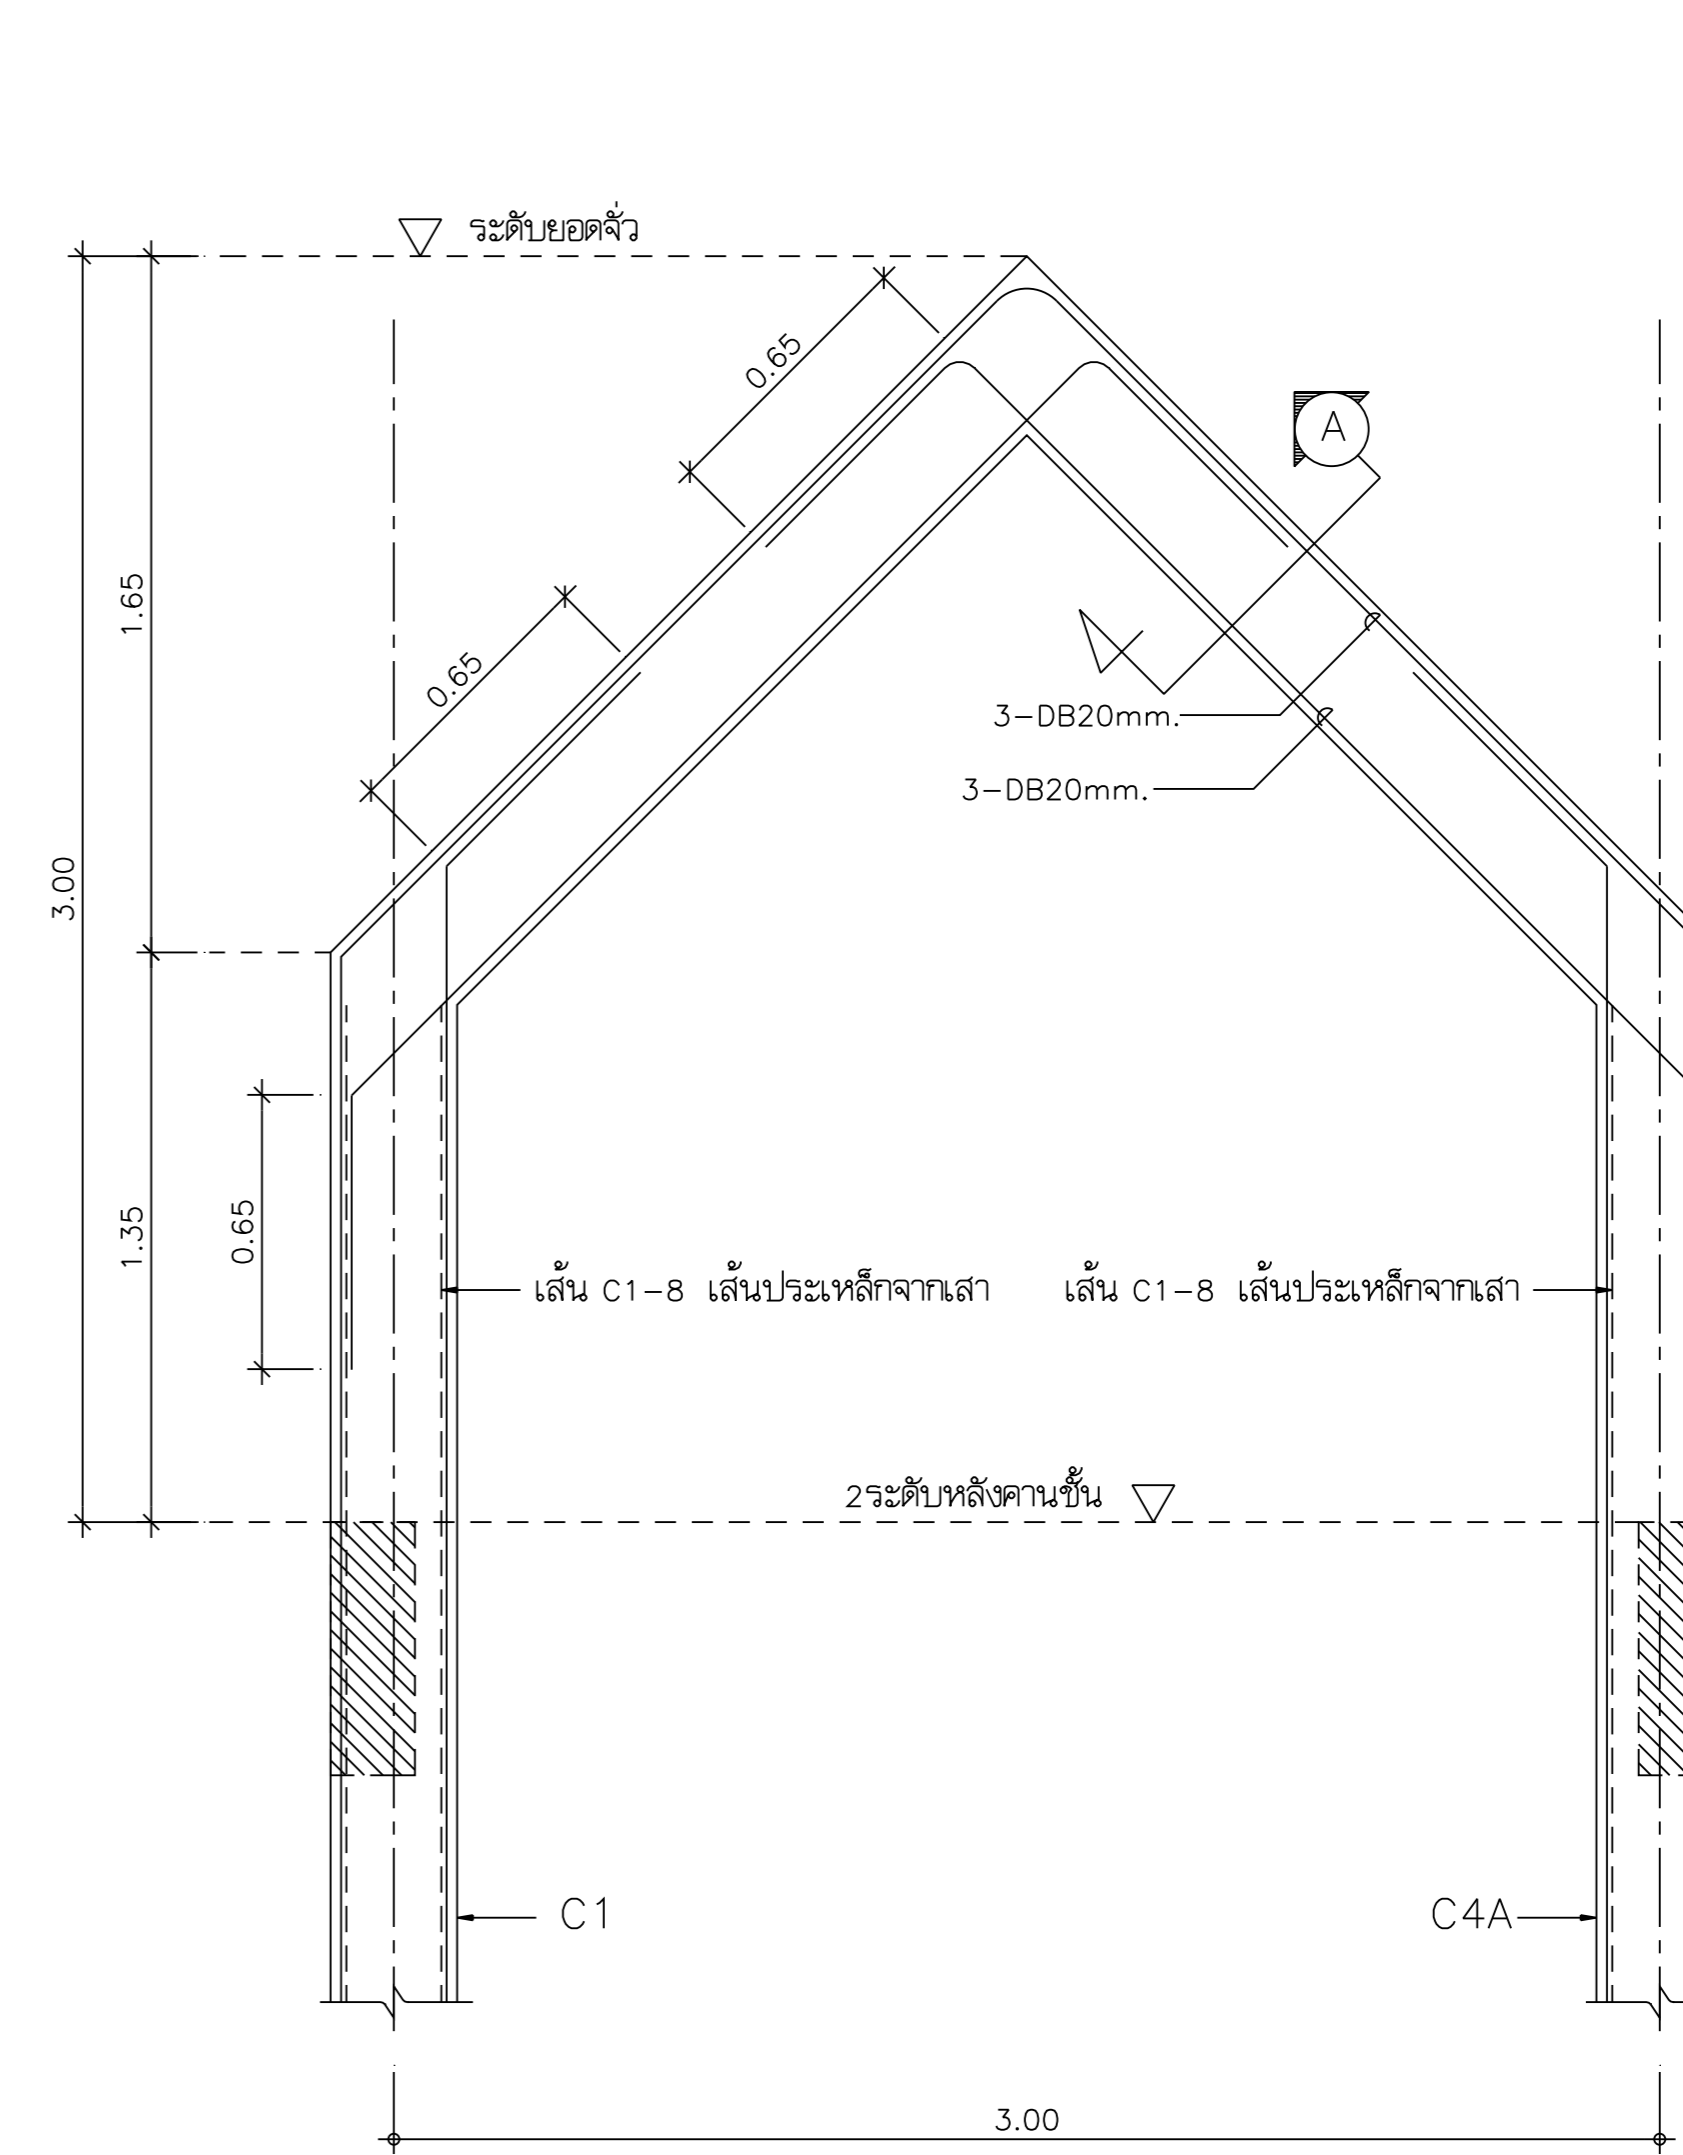 ระดับยอดจั่ว
0.65
A
1.65
0.65
3-DB20mm.
3-DB20mm.
3.00
1.35
0.65
เส้น C1-8 เส้นประเหล็กจากเสา
เส้น C1-8 เส้นประเหล็กจากเสา
2ระดับหลังคานชั้น
C1
C4A
3.00